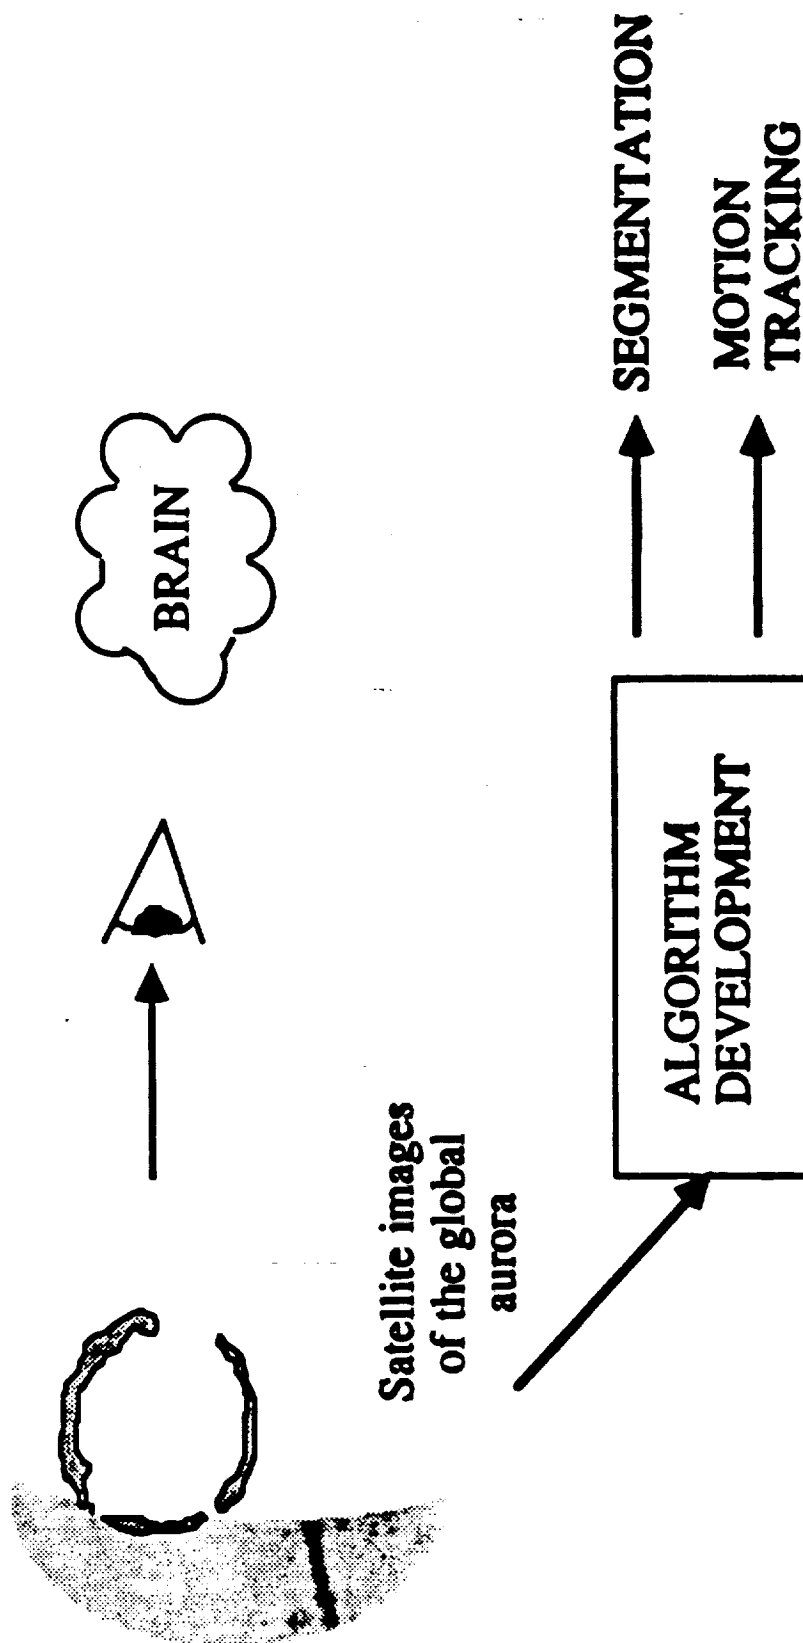 BRAIN
Satellite images
of the global
aurora
ALGORITHM
DEVELOPMENT
SEGMENTATION
MOTION
TRACKING